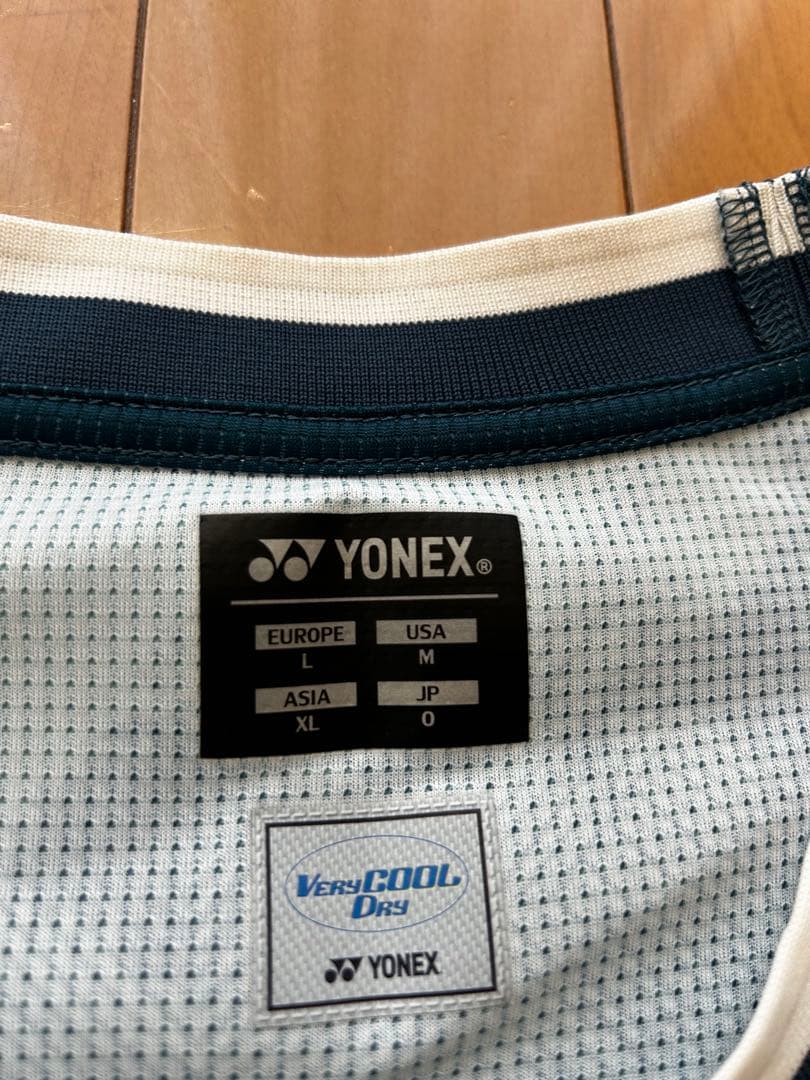 YONEX®
EUROPE USA
L M
ASIA JP
XL O
VERYCOOL
DRY
YONEX